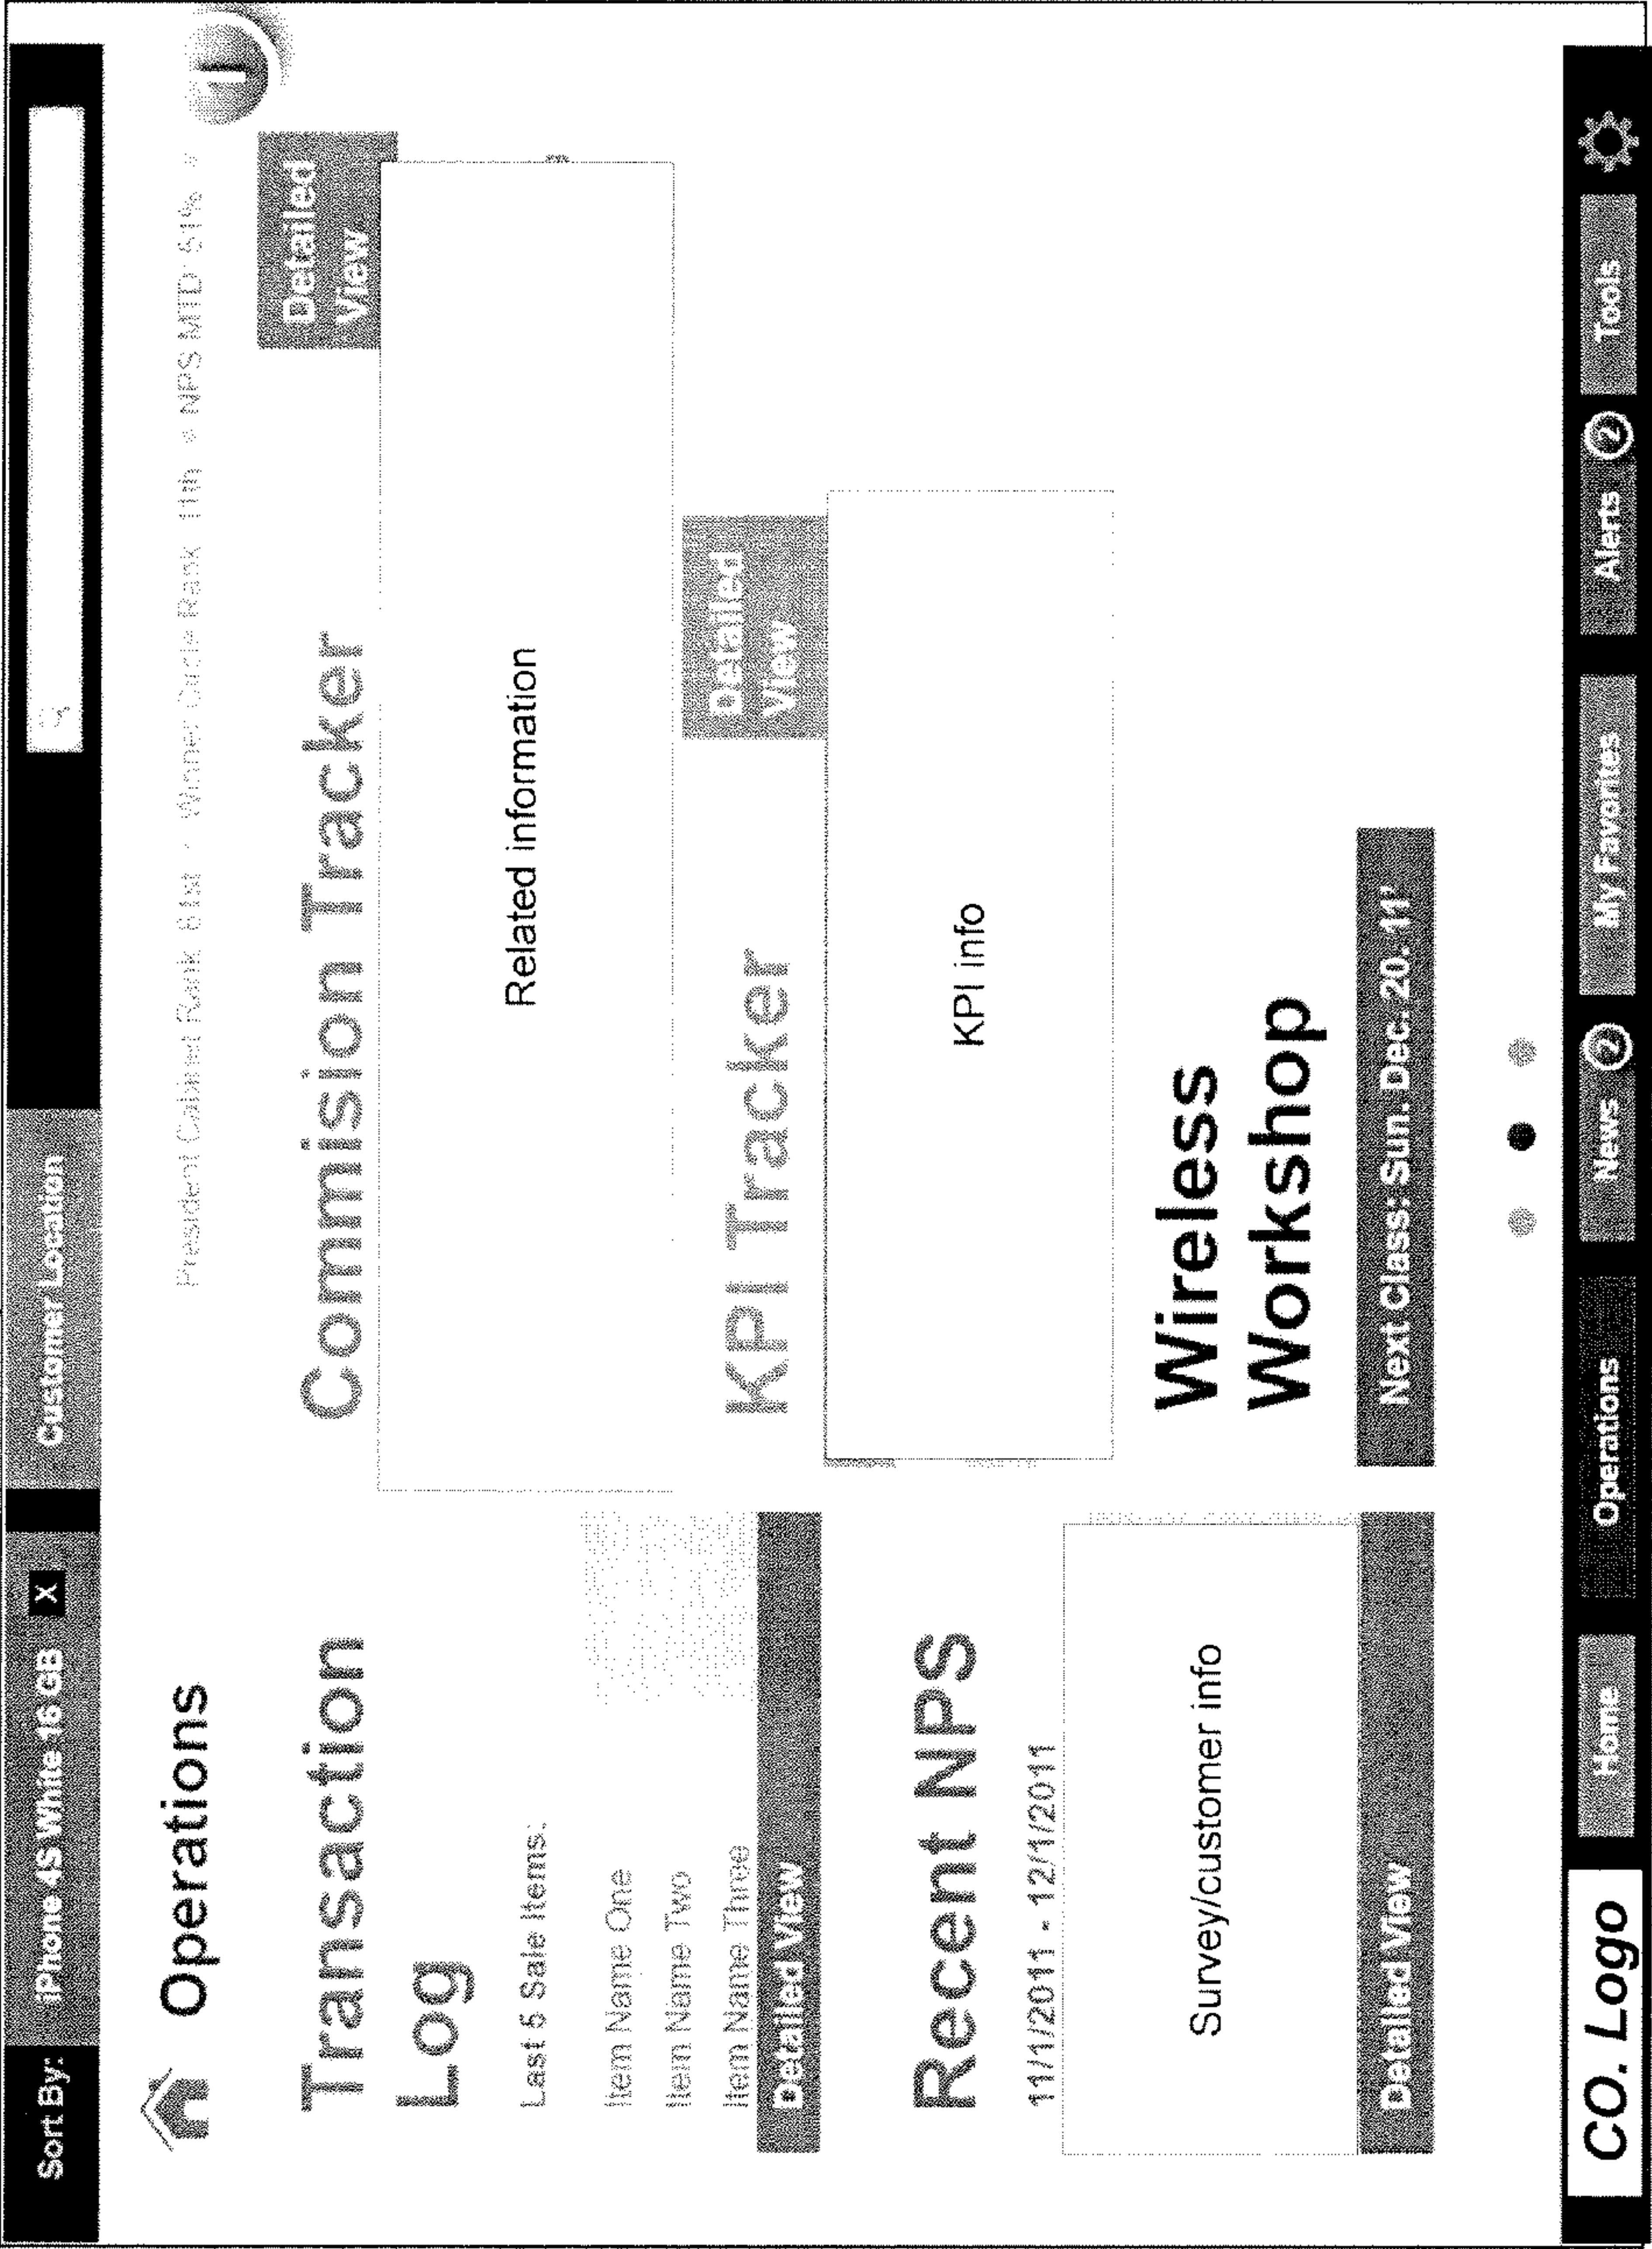 Sort By:
iPhone 4S White 16 GB X
Customer Location
Operations
President Cabinet Rank 81st • Winner Circle Rank 11th • NPS MTD 81%
Transaction
Log
Last 5 Sale Items:
Item Name One
Item Name Two
Item Name Three
Detailed View
Commision Tracker
Detailed
View
Related information
KPI Tracker
Detailed
View
KPI info
Recent NPS
11/1/2011 - 12/1/2011
Survey/customer info
Detailed View
Wireless
Workshop
Next Class: Sun. Dec. 20. 11'
CO. Logo
Home
Operations
News 2
My Favorites
Alerts 2
Tools